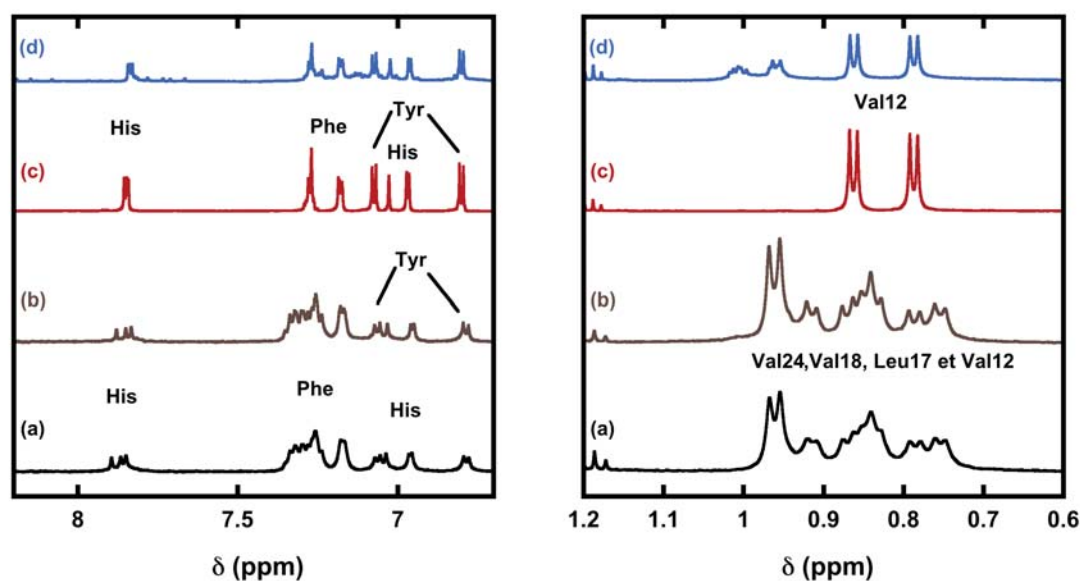 (d)
His
Phe
Tyr
His
(c)
Tyr
(b)
His
Phe
His
(a)
8 7.5 7
δ (ppm)
(d)
Val12
(c)
(b)
Val24,Val18, Leu17 et Val12
(a)
1.2 1.1 1 0.9 0.8 0.7 0.6
δ (ppm)